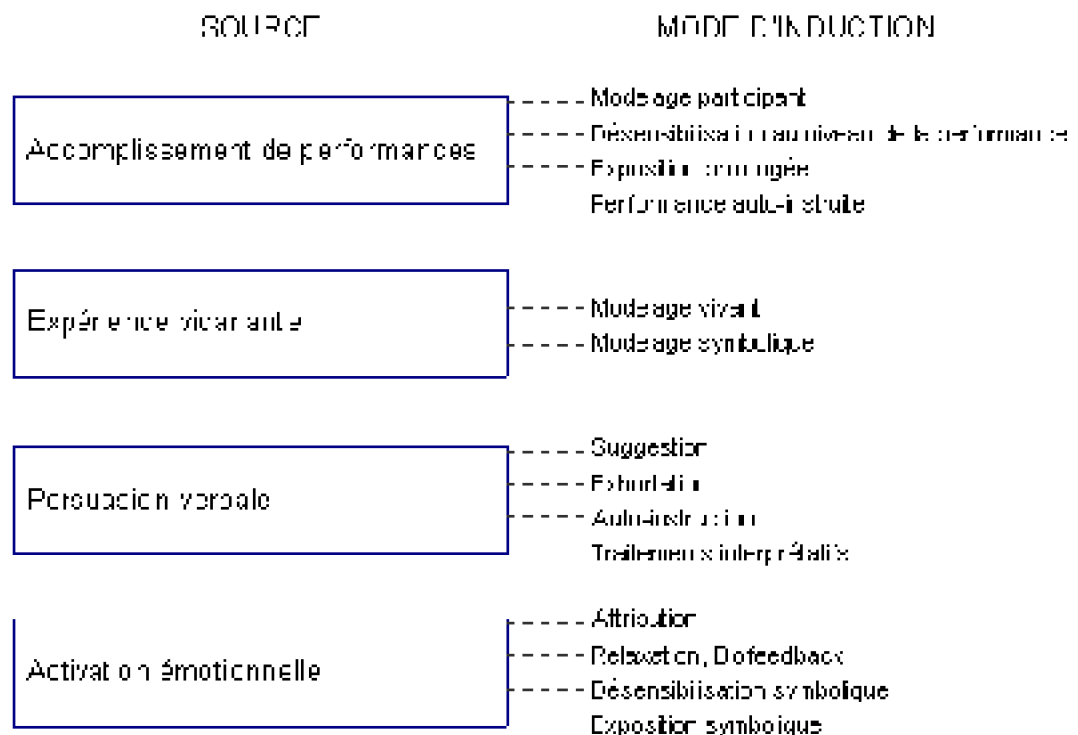 SOURCE MODE D'INDUCTION
Accomplissement de performances
Modelage participant
Désensibilisation au niveau de la performance
Exposition prolongée
Performance auto-instruite
Expérience vicariante
Modelage vivant
Modelage symbolique
Persuasion verbale
Suggestion
Exhortation
Auto-instruction
Traitements interprétatifs
Activation émotionnelle
Attribution
Relaxation, Biofeedback
Désensibilisation symbolique
Exposition symbolique